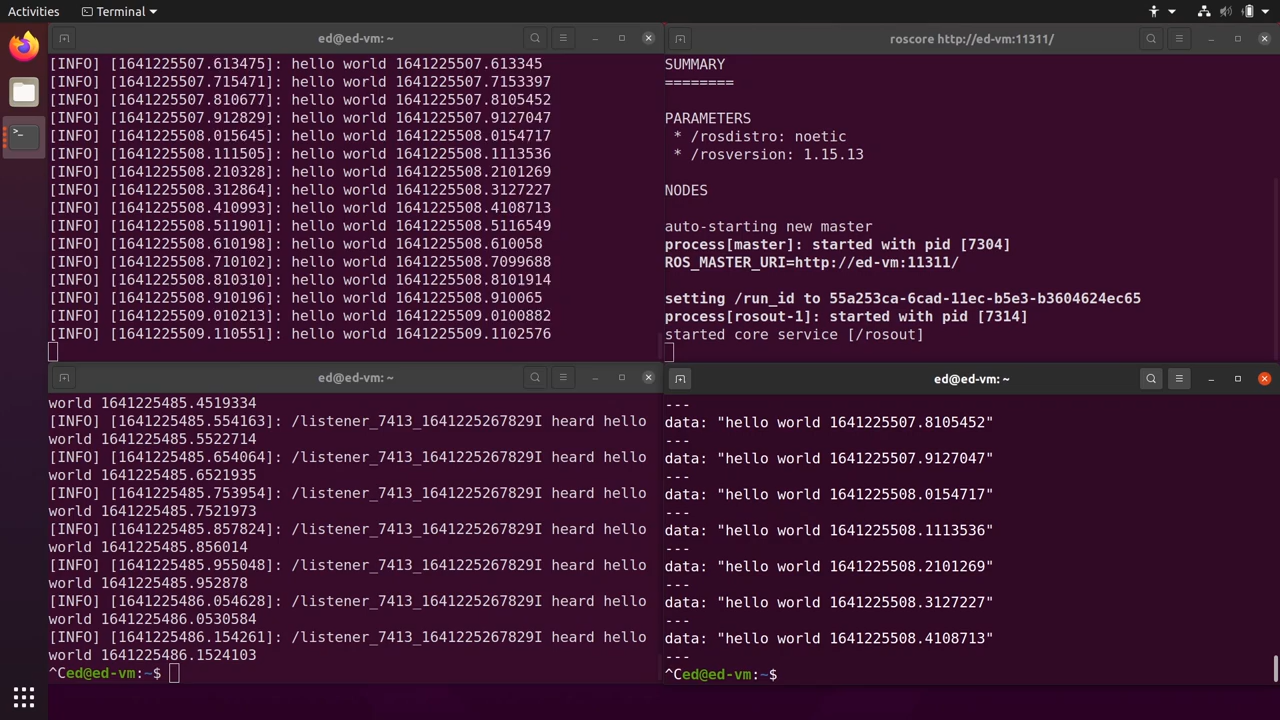 Activities
Terminal
ed@ed-vm: ~
[INFO] [1641225507.613475]: hello world 1641225507.613345
[INFO] [1641225507.715471]: hello world 1641225507.7153397
[INFO] [1641225507.810677]: hello world 1641225507.8105452
[INFO] [1641225507.912829]: hello world 1641225507.9127047
[INFO] [1641225508.015645]: hello world 1641225508.0154717
[INFO] [1641225508.111505]: hello world 1641225508.1113536
[INFO] [1641225508.210328]: hello world 1641225508.2101269
[INFO] [1641225508.312864]: hello world 1641225508.3127227
[INFO] [1641225508.410993]: hello world 1641225508.4108713
[INFO] [1641225508.511901]: hello world 1641225508.5116549
[INFO] [1641225508.610198]: hello world 1641225508.610058
[INFO] [1641225508.710102]: hello world 1641225508.7099688
[INFO] [1641225508.810310]: hello world 1641225508.8101914
[INFO] [1641225508.910196]: hello world 1641225508.910065
[INFO] [1641225509.010213]: hello world 1641225509.0100882
[INFO] [1641225509.110551]: hello world 1641225509.1102576
roscore http://ed-vm:11311/
SUMMARY
========
PARAMETERS
* /rosdistro: noetic
* /rosversion: 1.15.13
NODES
auto-starting new master
process[master]: started with pid [7304]
ROS_MASTER_URI=http://ed-vm:11311/
setting /run_id to 55a253ca-6cad-11ec-b5e3-b3604624ec65
process[rosout-1]: started with pid [7314]
started core service [/rosout]
ed@ed-vm: ~
world 1641225485.4519334
[INFO] [1641225485.554163]: /listener_7413_1641225267829I heard hello
world 1641225485.5522714
[INFO] [1641225485.654064]: /listener_7413_1641225267829I heard hello
world 1641225485.6521935
[INFO] [1641225485.753954]: /listener_7413_1641225267829I heard hello
world 1641225485.7521973
[INFO] [1641225485.857824]: /listener_7413_1641225267829I heard hello
world 1641225485.856014
[INFO] [1641225485.955048]: /listener_7413_1641225267829I heard hello
world 1641225485.952878
[INFO] [1641225486.054628]: /listener_7413_1641225267829I heard hello
world 1641225486.0530584
[INFO] [1641225486.154261]: /listener_7413_1641225267829I heard hello
world 1641225486.1524103
^Ced@ed-vm:~$
ed@ed-vm: ~
---
data: "hello world 1641225507.8105452"
---
data: "hello world 1641225507.9127047"
---
data: "hello world 1641225508.0154717"
---
data: "hello world 1641225508.1113536"
---
data: "hello world 1641225508.2101269"
---
data: "hello world 1641225508.3127227"
---
data: "hello world 1641225508.4108713"
---
^Ced@ed-vm:~$